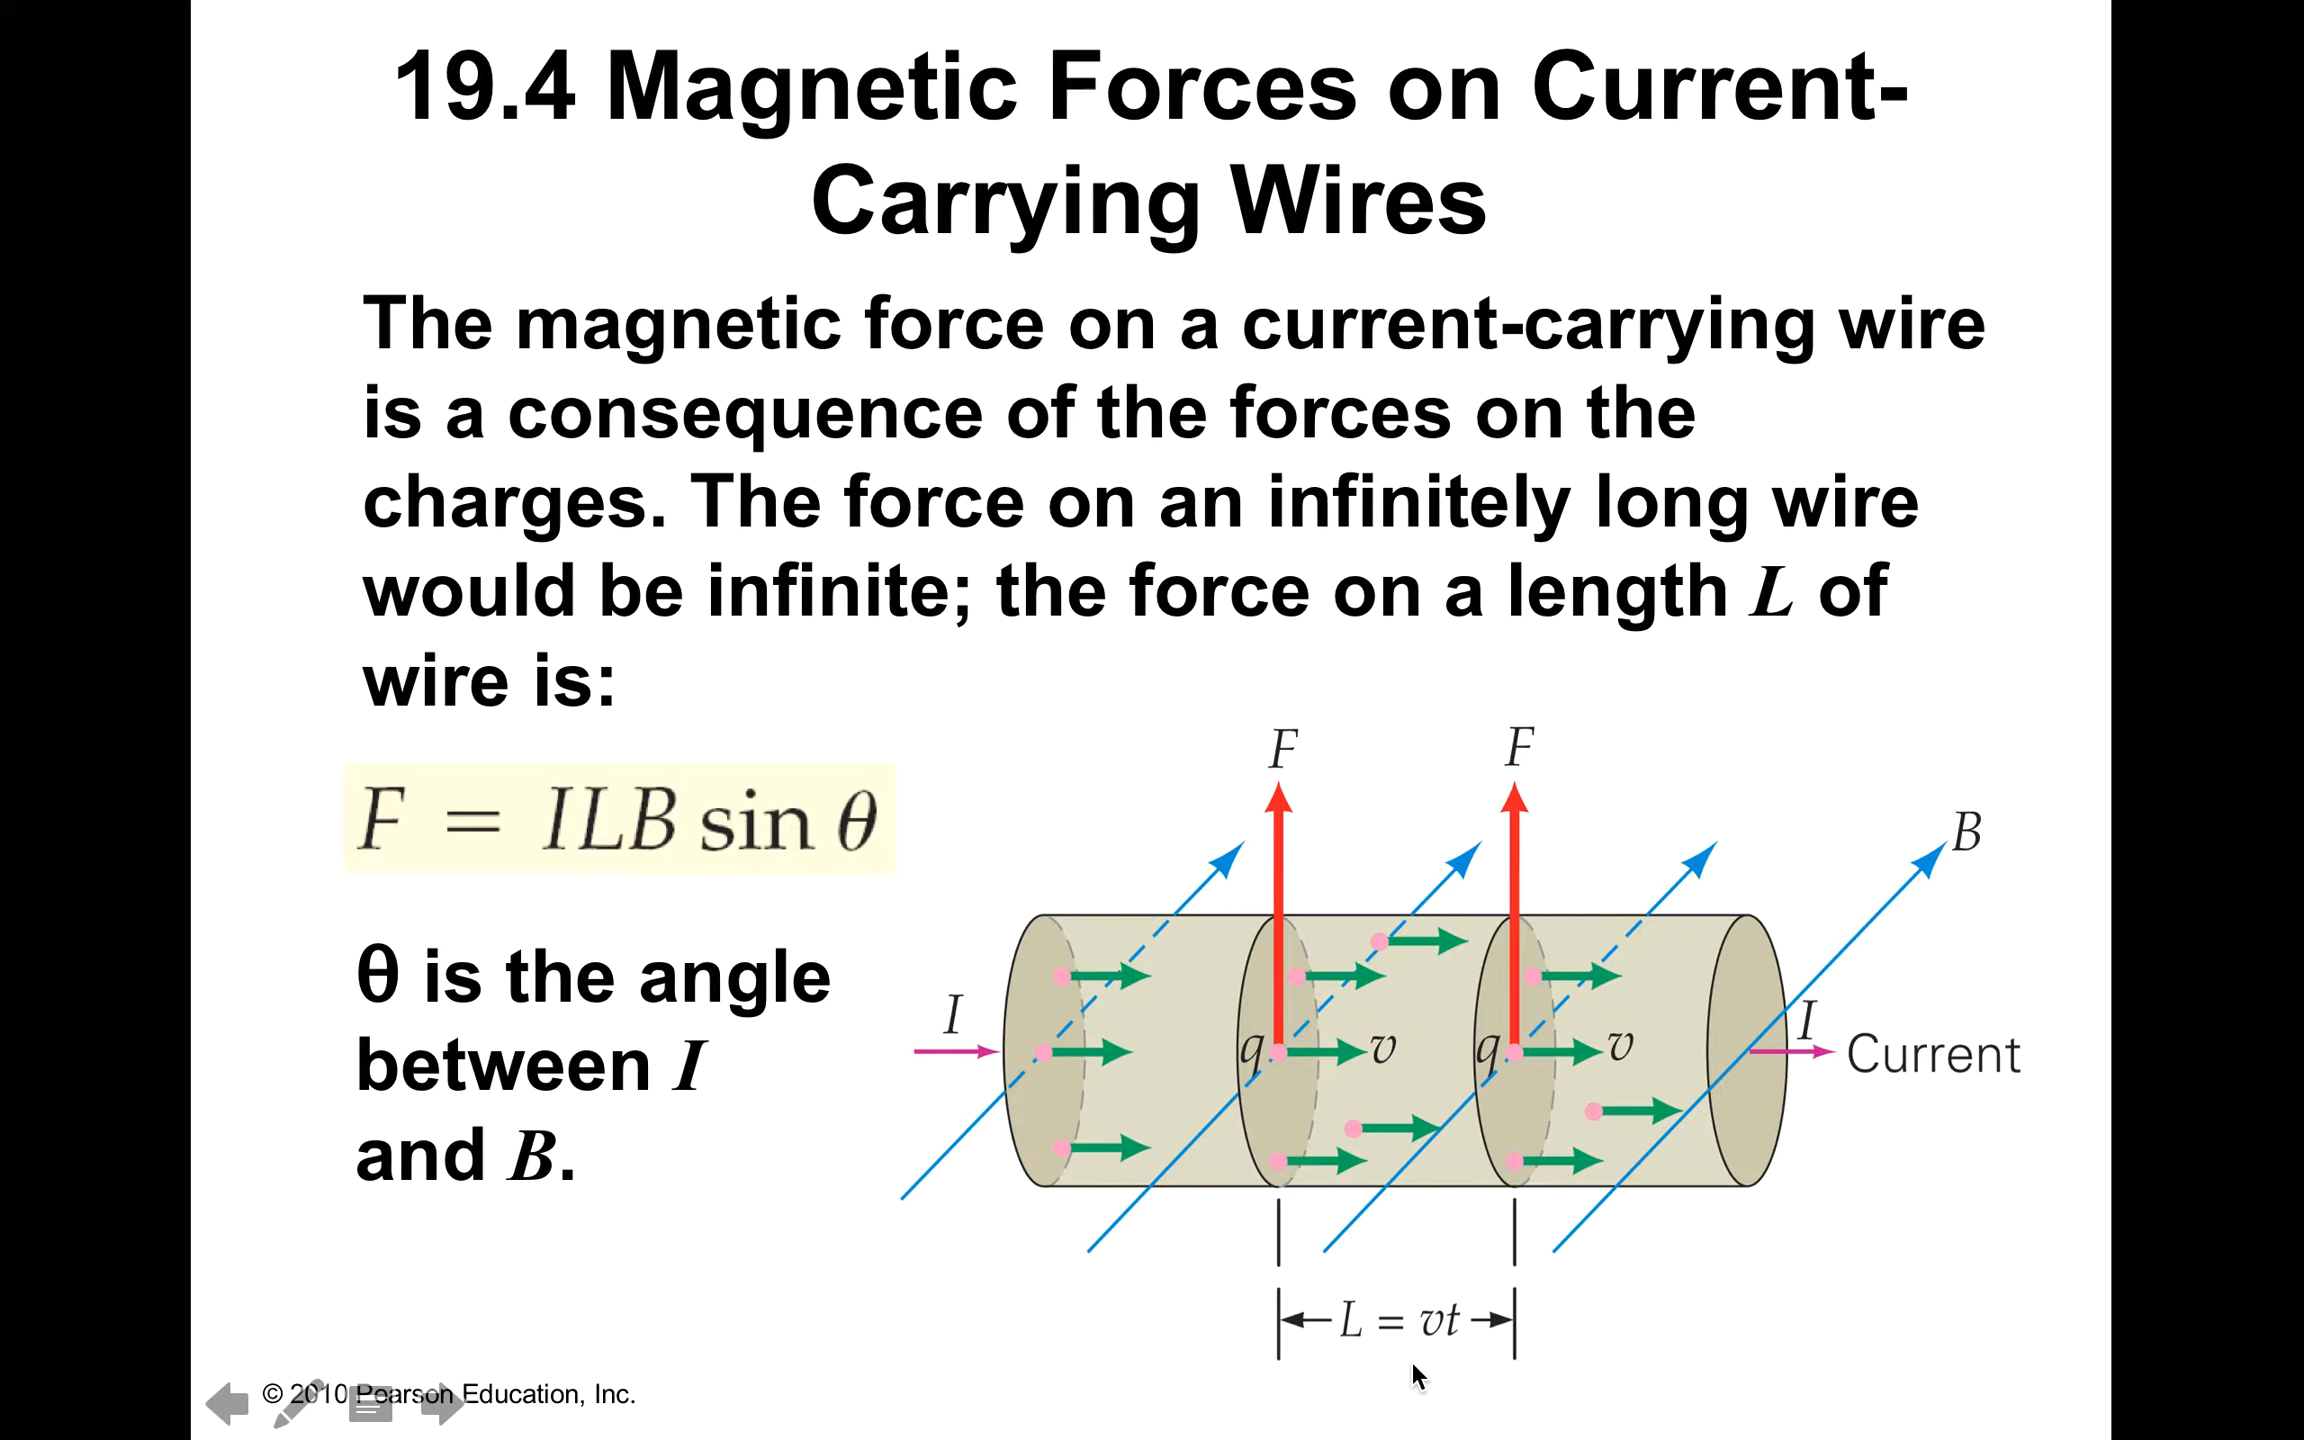 19.4 Magnetic Forces on Current-
Carrying Wires
The magnetic force on a current-carrying wire
is a consequence of the forces on the
charges. The force on an infinitely long wire
would be infinite; the force on a length L of
wire is:
F = ILB sin θ
θ is the angle
between I
and B.
F
F
B
I
q
v
q
v
I
Current
L = vt
© 2010 Pearson Education, Inc.